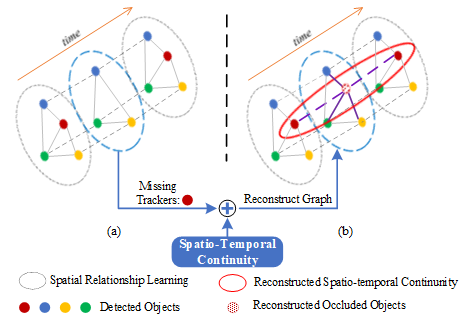 time
time
Missing
Trackers:
Reconstruct Graph
(a)
(b)
Spatio-Temporal
Continuity
Spatial Relationship Learning
Reconstructed Spatio-temporal Continuity
Detected Objects
Reconstructed Occluded Objects